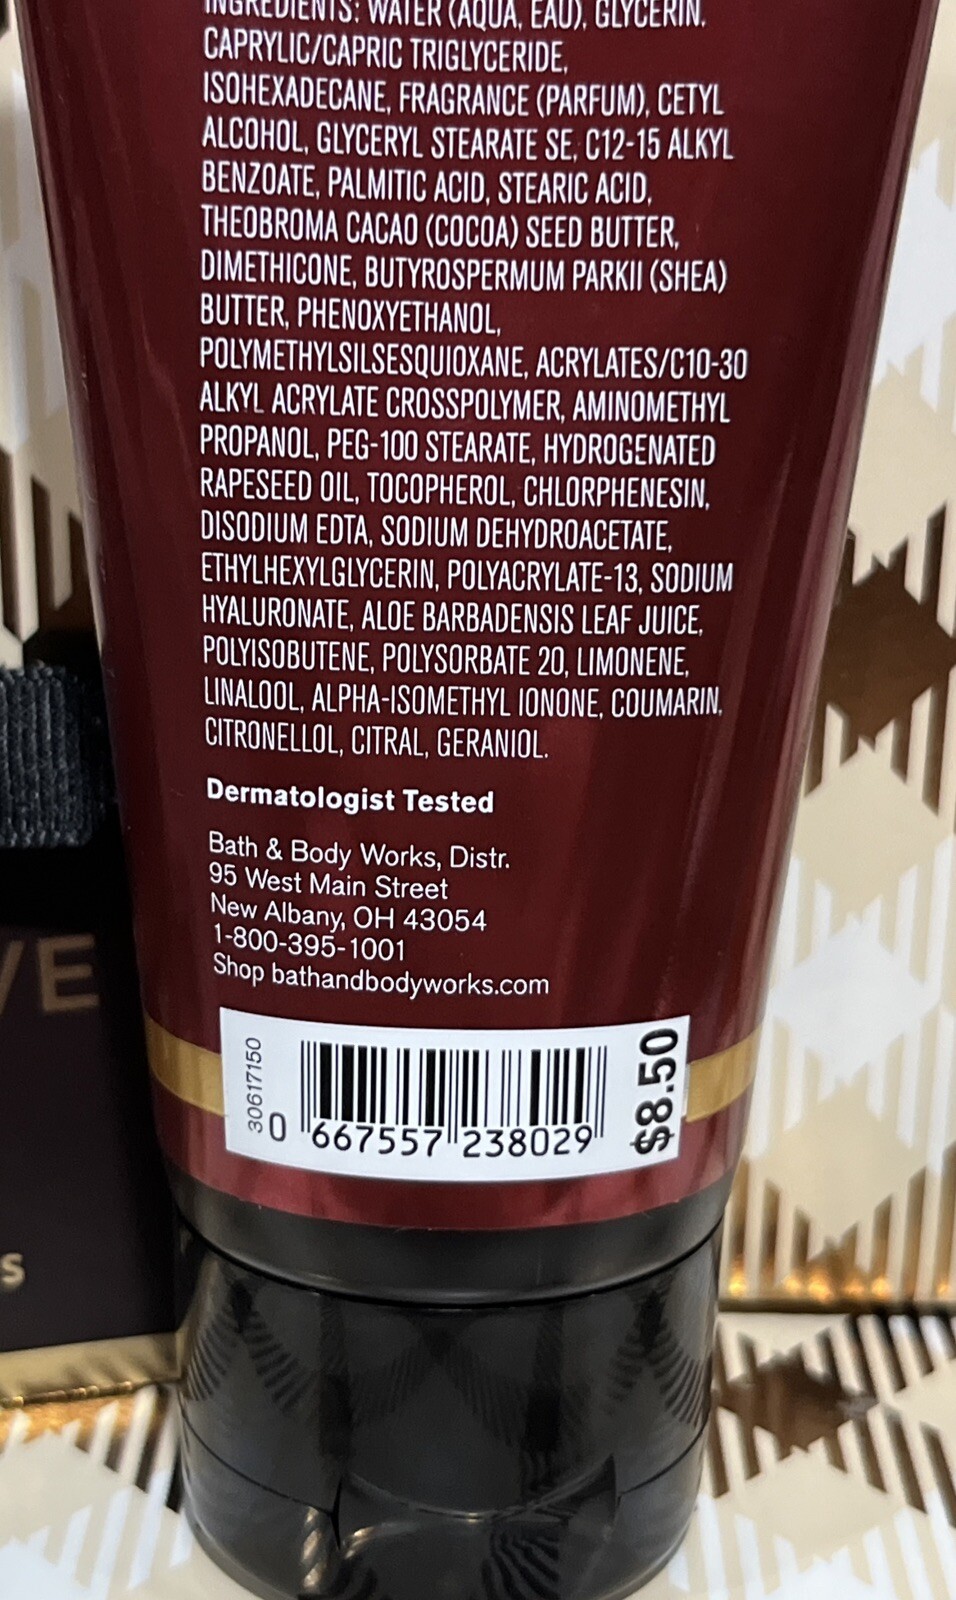 INGREDIENTS: WATER (AQUA, EAU), GLYCERIN,
CAPRYLIC/CAPRIC TRIGLYCERIDE,
ISOHEXADECANE, FRAGRANCE (PARFUM), CETYL
ALCOHOL, GLYCERYL STEARATE SE, C12-15 ALKYL
BENZOATE, PALMITIC ACID, STEARIC ACID,
THEOBROMA CACAO (COCOA) SEED BUTTER,
DIMETHICONE, BUTYROSPERMUM PARKII (SHEA)
BUTTER, PHENOXYETHANOL,
POLYMETHYLSILSESQUIOXANE, ACRYLATES/C10-30
ALKYL ACRYLATE CROSSPOLYMER, AMINOMETHYL
PROPANOL, PEG-100 STEARATE, HYDROGENATED
RAPESEED OIL, TOCOPHEROL, CHLORPHENESIN,
DISODIUM EDTA, SODIUM DEHYDROACETATE,
ETHYLHEXYLGLYCERIN, POLYACRYLATE-13, SODIUM
HYALURONATE, ALOE BARBADENSIS LEAF JUICE,
POLYISOBUTENE, POLYSORBATE 20, LIMONENE,
LINALOOL, ALPHA-ISOMETHYL IONONE, COUMARIN,
CITRONELLOL, CITRAL, GERANIOL.
Dermatologist Tested
Bath & Body Works, Distr.
95 West Main Street
New Albany, OH 43054
1-800-395-1001
Shop bathandbodyworks.com
30617150
0 667557 238029
$8.50